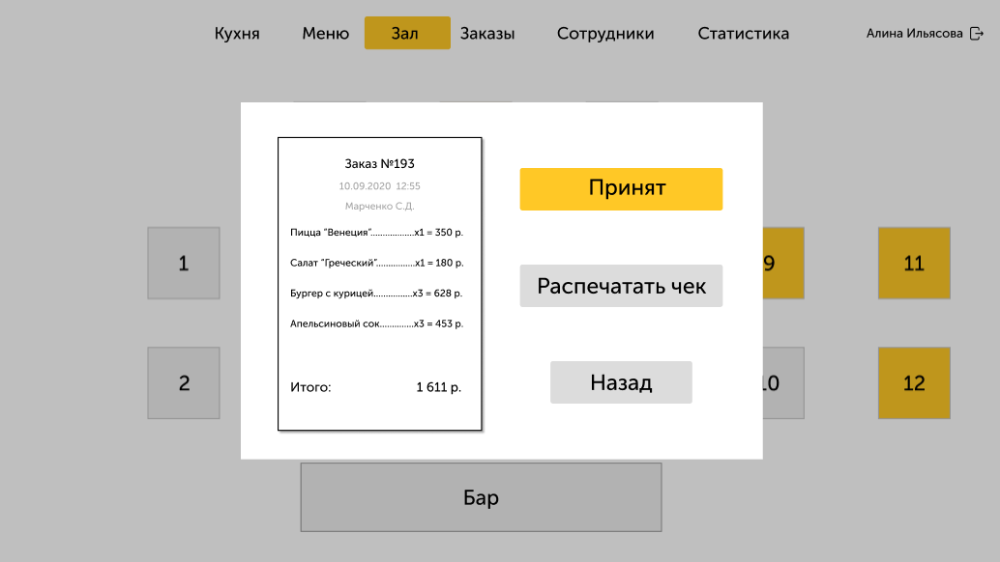 Кухня Меню Зал Заказы Сотрудники Статистика Алина Ильясова
Заказ №193
10.09.2020 12:55
Марченко С.Д.
Пицца "Венеция"..................x1 = 350 р.
Салат "Греческий"................x1 = 180 р.
Бургер с курицей................x3 = 628 р.
Апельсиновый сок..............x3 = 453 р.
Итого: 1 611 р.
Принят
Распечатать чек
Назад
1 9 11
2 10 12
Бар